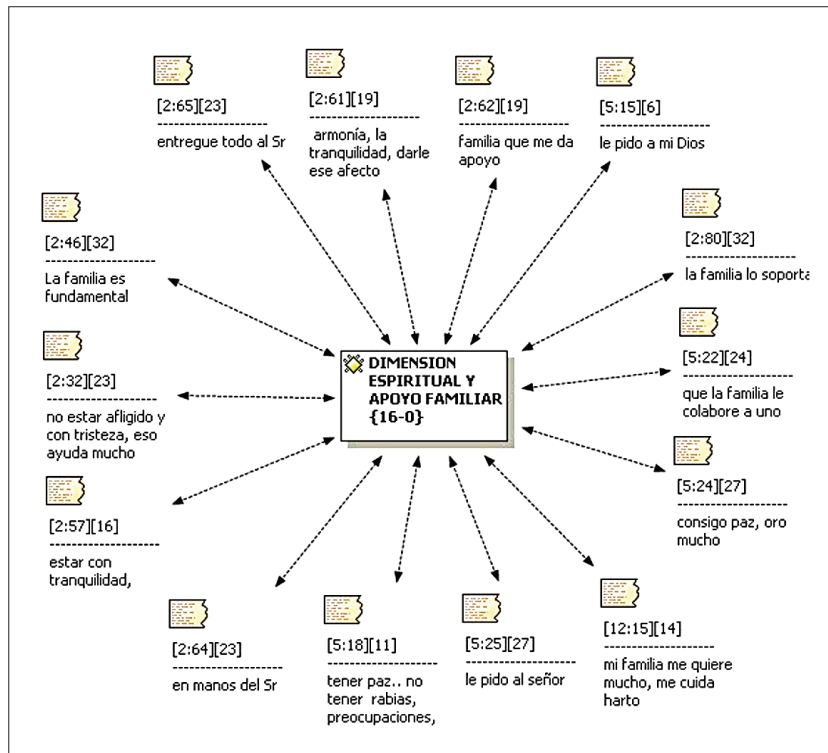 [2:65][23]
entregue todo al Sr
[2:61][19]
armonía, la
tranquilidad, darle
ese afecto
[2:62][19]
familia que me da
apoyo
[5:15][6]
le pido a mi Dios
[2:46][32]
La familia es
fundamental
[2:80][32]
la familia lo soporta
[2:32][23]
no estar afligido y
con tristeza, eso
ayuda mucho
DIMENSION
ESPIRITUAL Y
APOYO FAMILIAR
{16-0}
[5:22][24]
que la familia le
colabore a uno
[2:57][16]
estar con
tranquilidad,
[5:24][27]
consigo paz, oro
mucho
[2:64][23]
en manos del Sr
[5:18][11]
tener paz.. no
tener rabias,
preocupaciones,
[5:25][27]
le pido al señor
[12:15][14]
mi familia me quiere
mucho, me cuida
harto